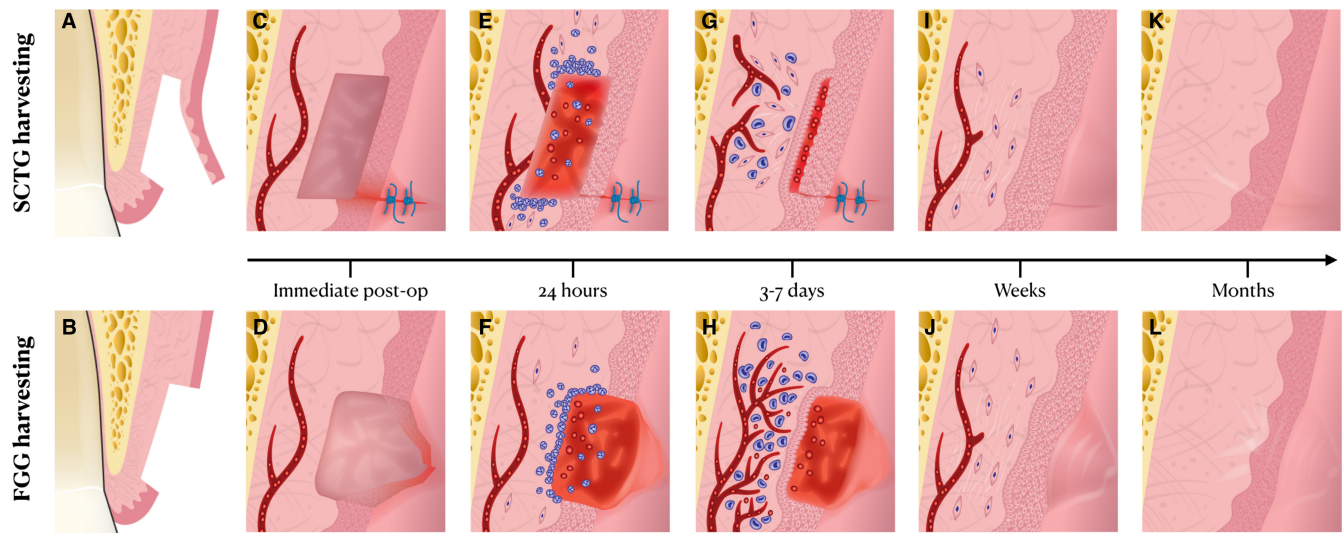 SCTG harvesting
A
C
E
G
I
K
Immediate post-op
24 hours
3-7 days
Weeks
Months
FGG harvesting
B
D
F
H
J
L